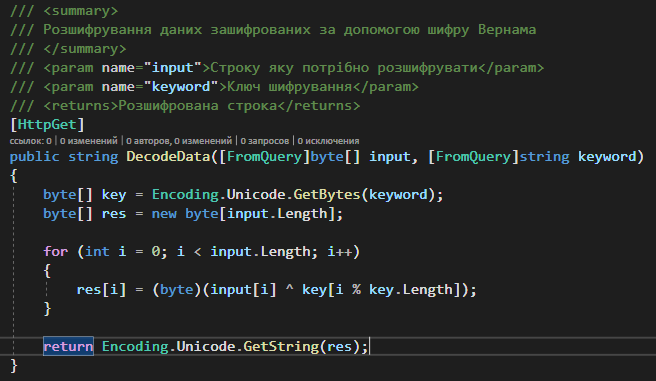 /// <summary>
/// Розшифрування даних зашифрованих за допомогою шифру Вернама
/// </summary>
/// <param name="input">Строку яку потрібно розшифрувати</param>
/// <param name="keyword">Ключ шифрування</param>
/// <returns>Розшифрована строка</returns>
[HttpGet]
ссылок: 0 | 0 изменений | 0 авторов, 0 изменений | 0 запросов | 0 исключения
public string DecodeData([FromQuery]byte[] input, [FromQuery]string keyword)
{
    byte[] key = Encoding.Unicode.GetBytes(keyword);
    byte[] res = new byte[input.Length];

    for (int i = 0; i < input.Length; i++)
    {
        res[i] = (byte)(input[i] ^ key[i % key.Length]);
    }

    return Encoding.Unicode.GetString(res);
}